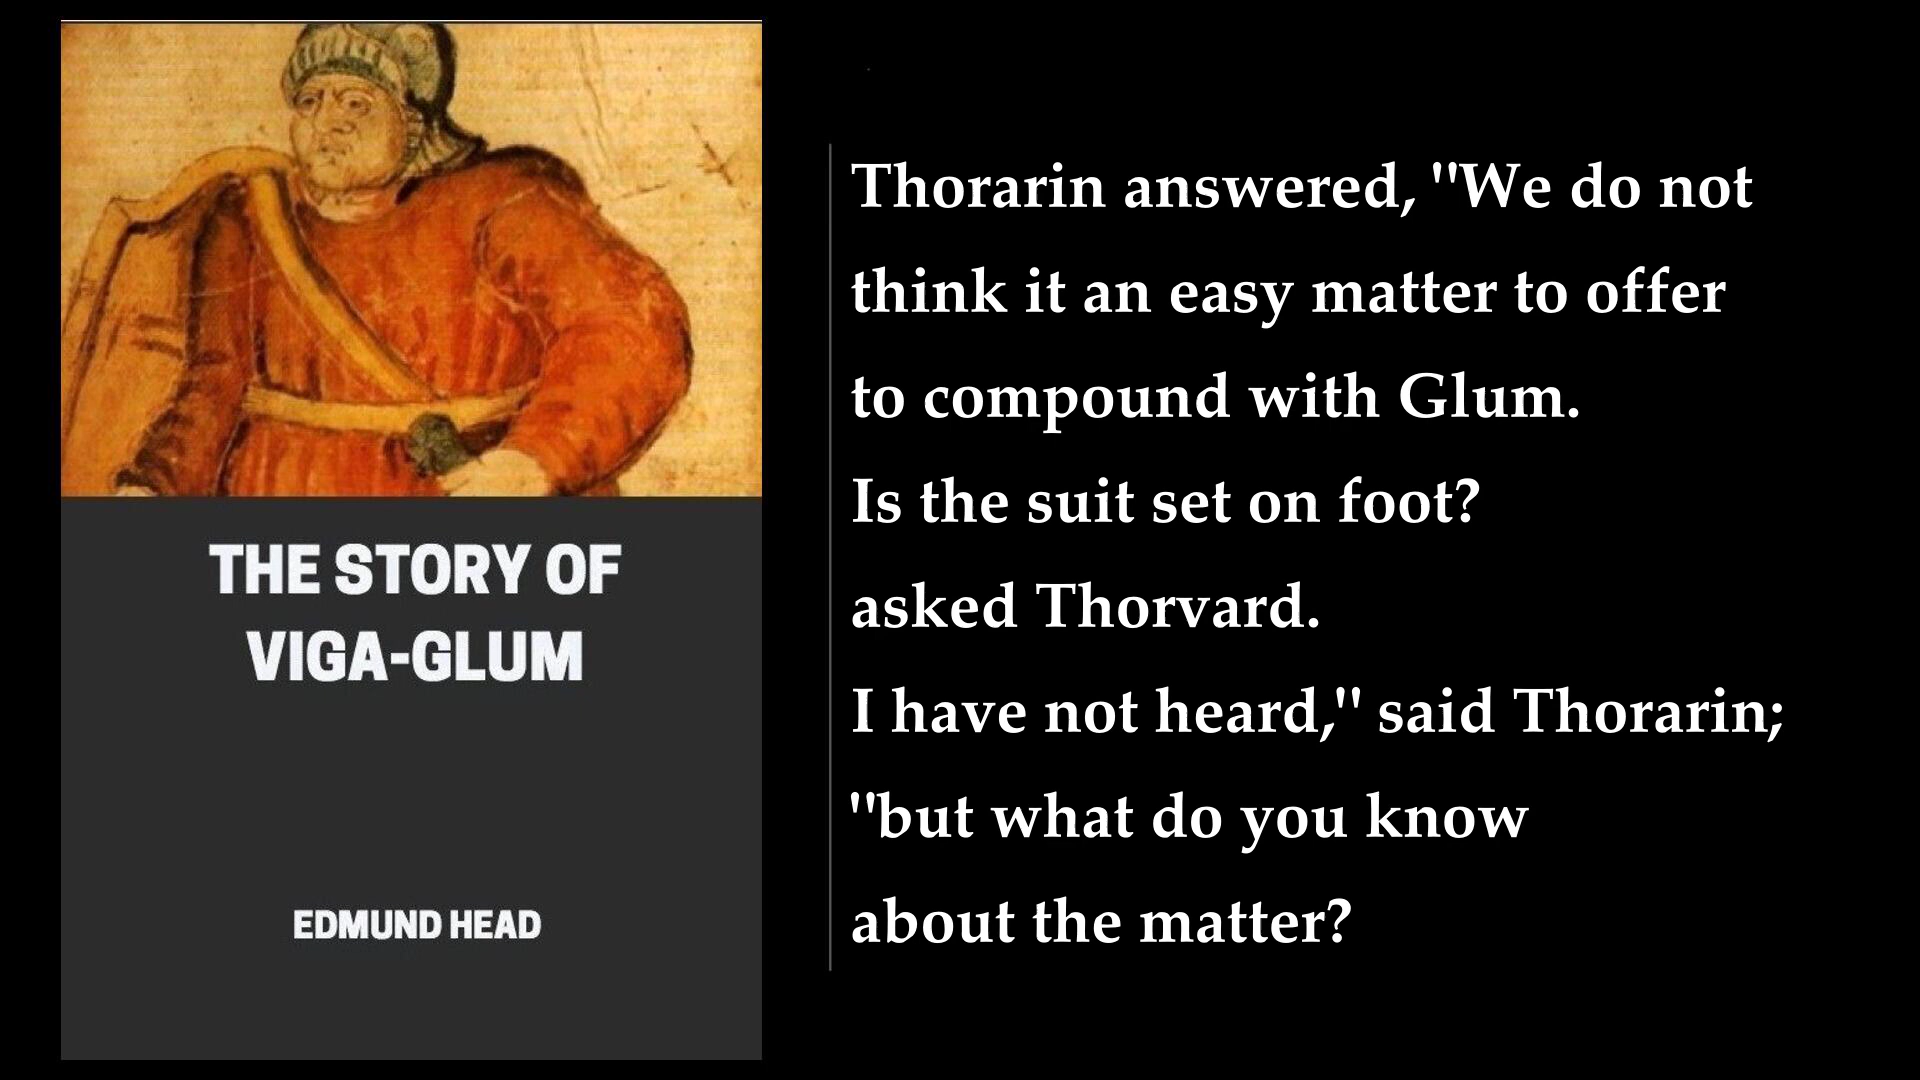 THE STORY OF
VIGA-GLUM
EDMUND HEAD
Thorarin answered, "We do not
think it an easy matter to offer
to compound with Glum.
Is the suit set on foot?
asked Thorvard.
I have not heard," said Thorarin;
"but what do you know
about the matter?